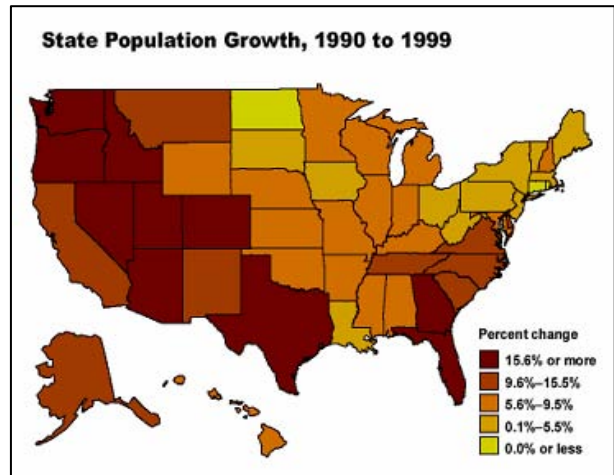 State Population Growth, 1990 to 1999
Percent change
15.6% or more
9.6%–15.5%
5.6%–9.5%
0.1%–5.5%
0.0% or less